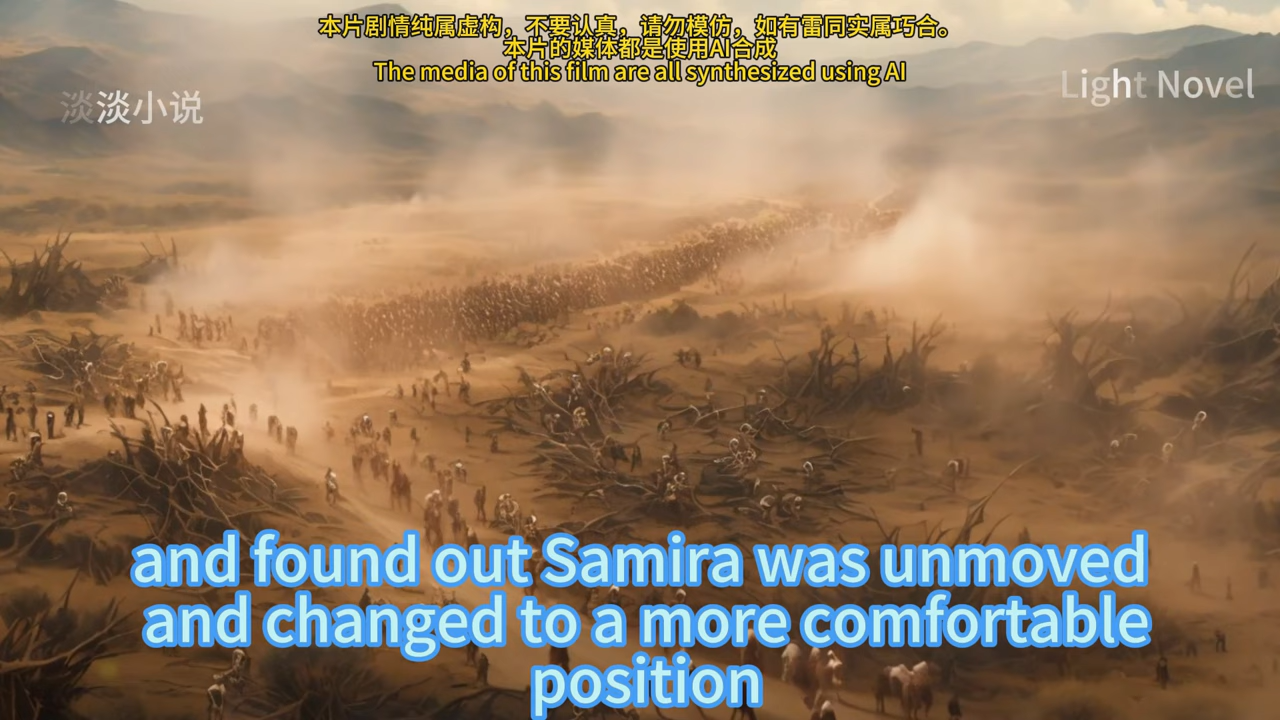 本片剧情纯属虚构，不要认真，请勿模仿，如有雷同实属巧合。
本片的媒体都是使用AI合成
The media of this film are all synthesized using AI
Light Novel
淡淡小说
and found out Samira was unmoved
and changed to a more comfortable
position